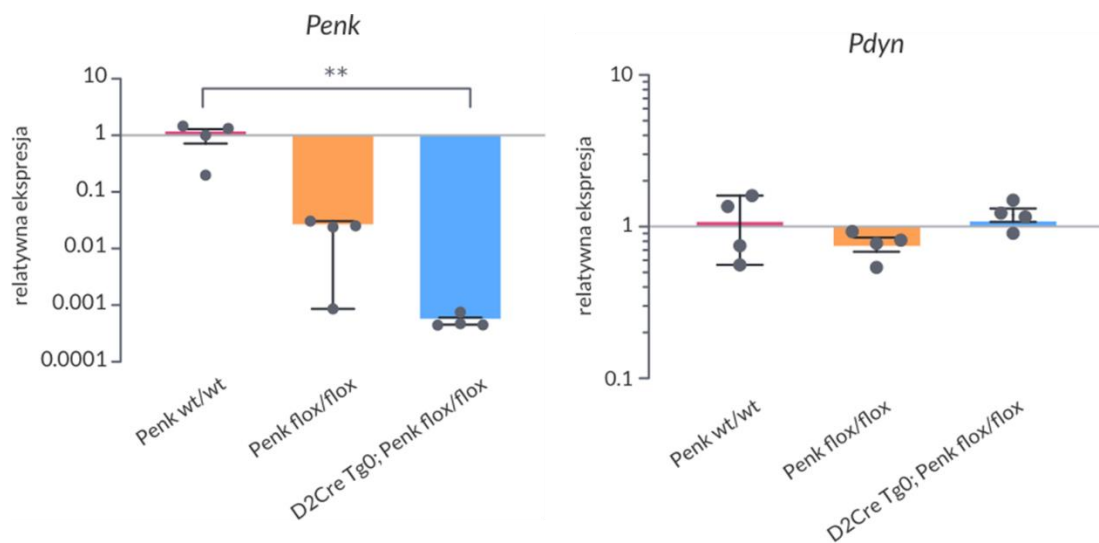 Penk
**
10
1
0.1
0.01
0.001
0.0001
relatywna ekspresja
Penk wt/wt
Penk flox/flox
D2Cre Tg0; Penk flox/flox
Pdyn
10
1
0.1
relatywna ekspresja
Penk wt/wt
Penk flox/flox
D2Cre Tg0; Penk flox/flox